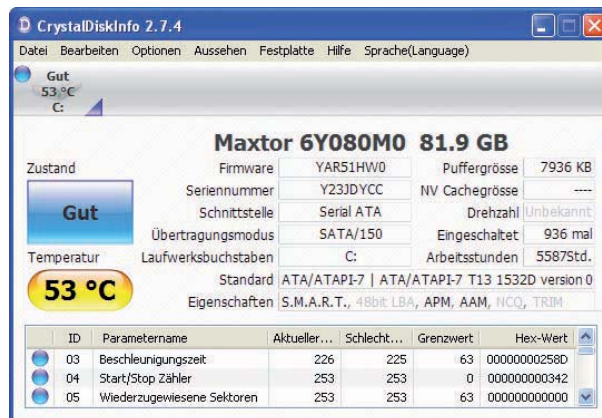 CrystalDiskInfo 2.7.4
Datei Bearbeiten Optionen Aussehen Festplatte Hilfe Sprache(Language)
Gut
53 °C
C:
Maxtor 6Y080M0 81.9 GB
Zustand
Gut
Temperatur
53 °C
Firmware YAR51HW0 Puffergrösse 7936 KB
Seriennummer Y23JDYCC NV Cachegrösse ----
Schnittstelle Serial ATA Drehzahl Unbekannt
Übertragungsmodus SATA/150 Eingeschaltet 936 mal
Laufwerksbuchstaben C: Arbeitsstunden 5587Std.
Standard ATA/ATAPI-7 | ATA/ATAPI-7 T13 1532D version 0
Eigenschaften S.M.A.R.T., 48bit LBA, APM, AAM, NCQ, TRIM
ID Parametername Aktueller... Schlecht... Grenzwert Hex-Wert
03 Beschleunigungszeit 226 225 63 00000000258D
04 Start/Stop Zähler 253 253 0 000000000342
05 Wiederzugewiesene Sektoren 253 253 63 000000000000